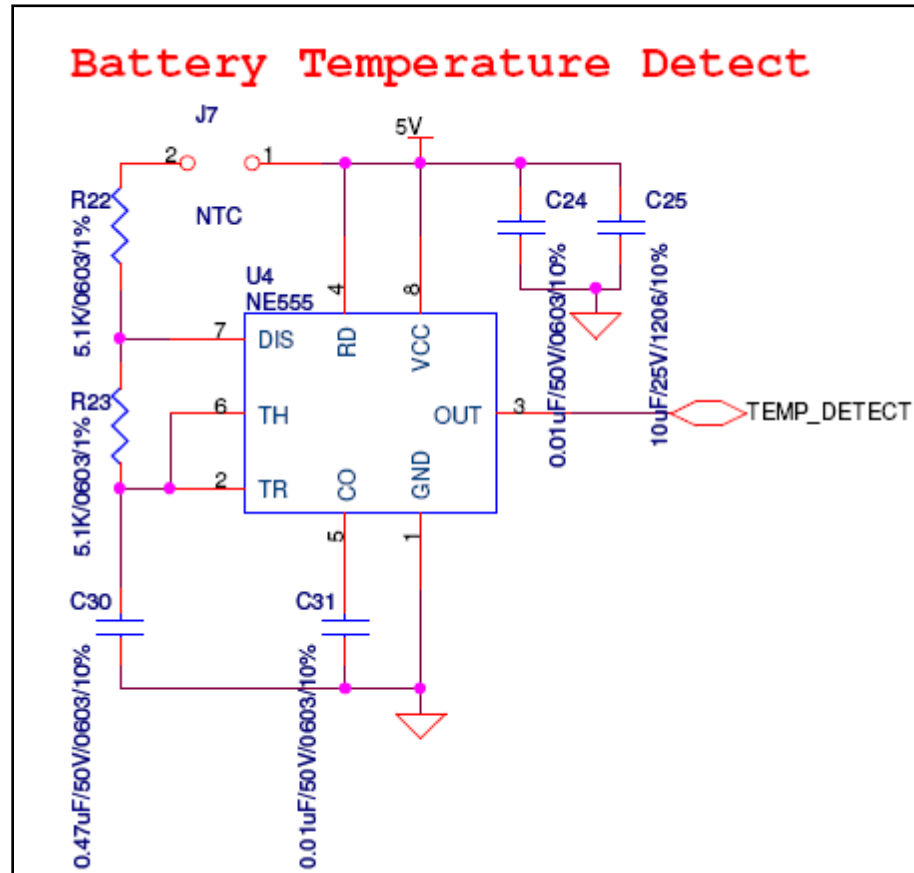 Battery Temperature Detect
J7
5V
2
1
R22
5.1K/0603/1%
NTC
C24
0.01uF/50V/0603/10%
C25
10uF/25V/1206/10%
U4
NE555
4
8
7
DIS
RD
VCC
R23
5.1K/0603/1%
6
TH
OUT
3
TEMP_DETECT
2
TR
CO
GND
5
1
C30
0.47uF/50V/0603/10%
C31
0.01uF/50V/0603/10%